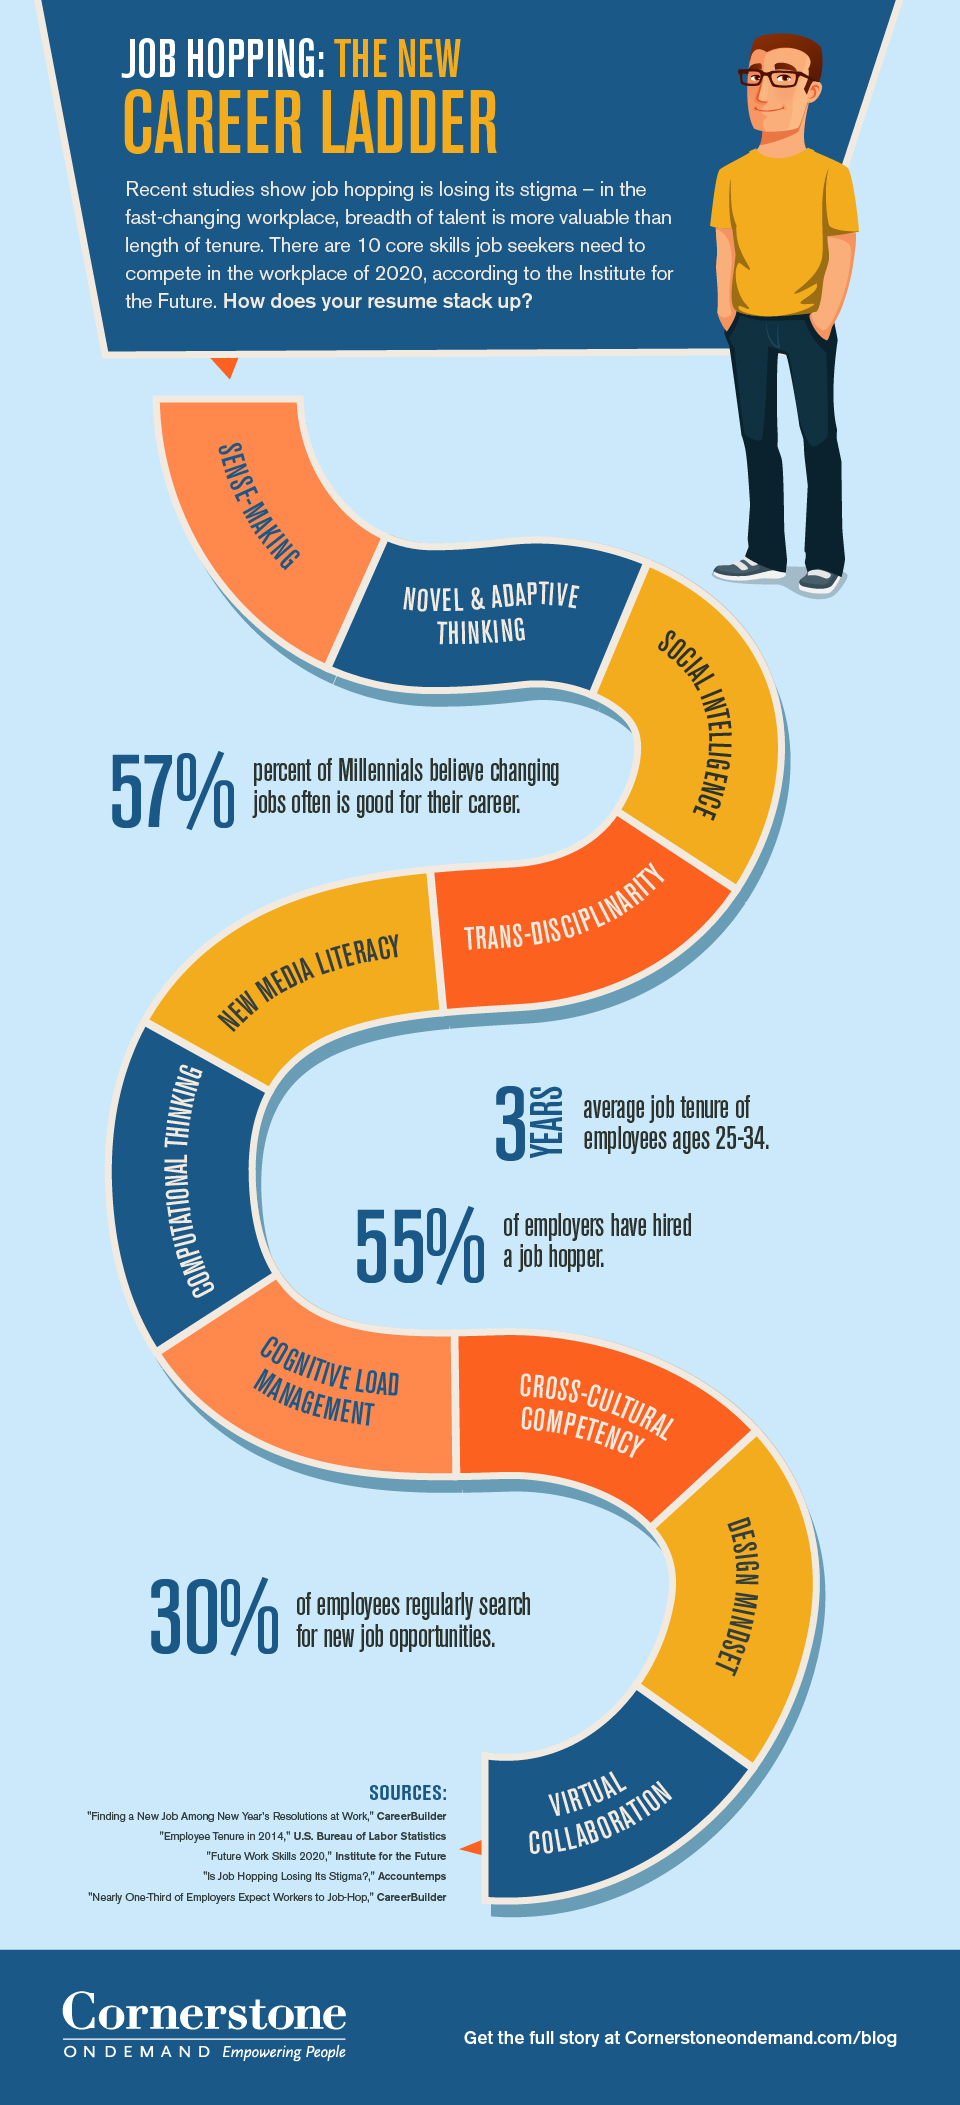 JOB HOPPING: THE NEW
CAREER LADDER
Recent studies show job hopping is losing its stigma – in the
fast-changing workplace, breadth of talent is more valuable than
length of tenure. There are 10 core skills job seekers need to
compete in the workplace of 2020, according to the Institute for
the Future. How does your resume stack up?
SENSE-MAKING
NOVEL & ADAPTIVE
THINKING
SOCIAL INTELLIGENCE
57% percent of Millennials believe changing
jobs often is good for their career.
TRANS-DISCIPLINARITY
NEW MEDIA LITERACY
COMPUTATIONAL THINKING
3 YEARS average job tenure of
employees ages 25-34.
55% of employers have hired
a job hopper.
COGNITIVE LOAD
MANAGEMENT
CROSS-CULTURAL
COMPETENCY
DESIGN MINDSET
30% of employees regularly search
for new job opportunities.
VIRTUAL
COLLABORATION
SOURCES:
"Finding a New Job Among New Year's Resolutions at Work," CareerBuilder
"Employee Tenure in 2014," U.S. Bureau of Labor Statistics
"Future Work Skills 2020," Institute for the Future
"Is Job Hopping Losing Its Stigma?," Accountemps
"Nearly One-Third of Employers Expect Workers to Job-Hop," CareerBuilder
Cornerstone
ONDEMAND Empowering People
Get the full story at Cornerstoneondemand.com/blog